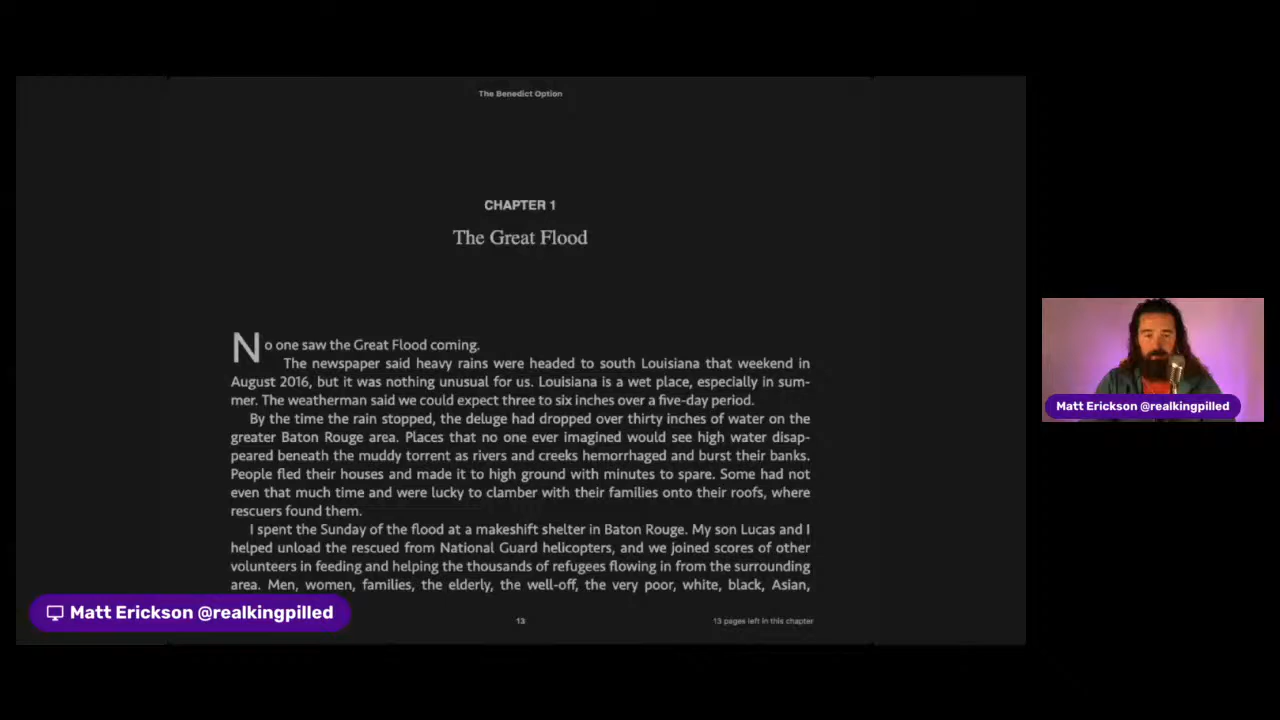 The Benedict Option
CHAPTER 1
The Great Flood
No one saw the Great Flood coming.
The newspaper said heavy rains were headed to south Louisiana that weekend in
August 2016, but it was nothing unusual for us. Louisiana is a wet place, especially in sum-
mer. The weatherman said we could expect three to six inches over a five-day period.
By the time the rain stopped, the deluge had dropped over thirty inches of water on the
greater Baton Rouge area. Places that no one ever imagined would see high water disap-
peared beneath the muddy torrent as rivers and creeks hemorrhaged and burst their banks.
People fled their houses and made it to high ground with minutes to spare. Some had not
even that much time and were lucky to clamber with their families onto their roofs, where
rescuers found them.
I spent the Sunday of the flood at a makeshift shelter in Baton Rouge. My son Lucas and I
helped unload the rescued from National Guard helicopters, and we joined scores of other
volunteers in feeding and helping the thousands of refugees flowing in from the surrounding
area. Men, women, families, the elderly, the well-off, the very poor, white, black, Asian,
13
13 pages left in this chapter
Matt Erickson @realkingpilled
Matt Erickson @realkingpilled